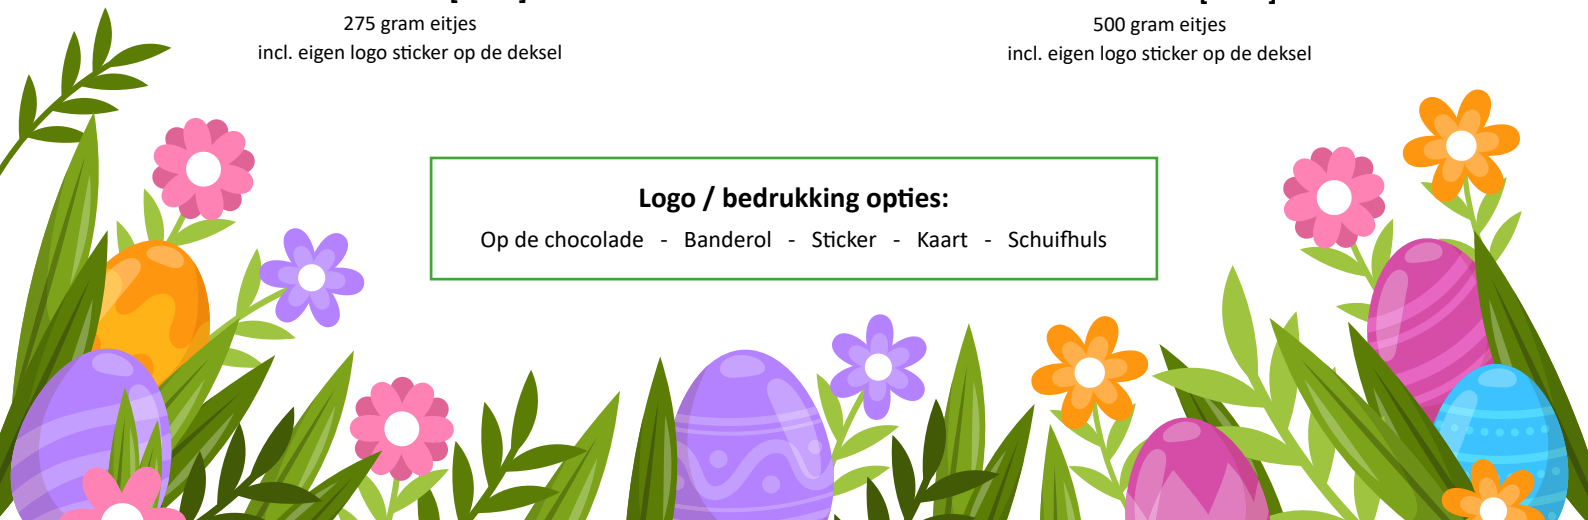 275 gram eitjes
incl. eigen logo sticker op de deksel
500 gram eitjes
incl. eigen logo sticker op de deksel
Logo / bedrukking opties:
Op de chocolade - Banderol - Sticker - Kaart - Schuifhuls